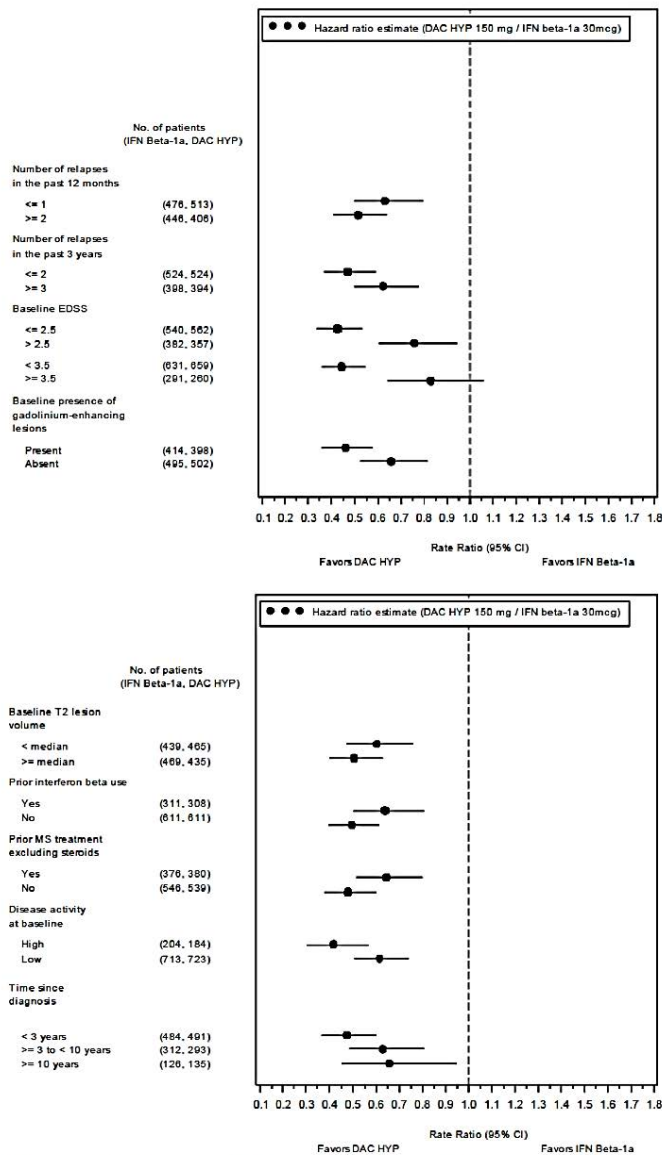 ● ● ● Hazard ratio estimate (DAC HYP 150 mg / IFN beta-1a 30mcg)
No. of patients
(IFN Beta-1a, DAC HYP)
Number of relapses
in the past 12 months
<= 1 (476, 513)
>= 2 (446, 406)
Number of relapses
in the past 3 years
<= 2 (524, 524)
>= 3 (398, 394)
Baseline EDSS
<= 2.5 (540, 562)
> 2.5 (382, 357)
< 3.5 (631, 659)
>= 3.5 (291, 260)
Baseline presence of
gadolinium-enhancing
lesions
Present (414, 398)
Absent (495, 502)
0.1 0.2 0.3 0.4 0.5 0.6 0.7 0.8 0.9 1.0 1.1 1.2 1.3 1.4 1.5 1.6 1.7 1.8
Rate Ratio (95% CI)
Favors DAC HYP Favors IFN Beta-1a
● ● ● Hazard ratio estimate (DAC HYP 150 mg / IFN beta-1a 30mcg)
No. of patients
(IFN Beta-1a, DAC HYP)
Baseline T2 lesion
volume
< median (439, 465)
>= median (469, 435)
Prior interferon beta use
Yes (311, 308)
No (611, 611)
Prior MS treatment
excluding steroids
Yes (376, 380)
No (546, 539)
Disease activity
at baseline
High (204, 184)
Low (713, 723)
Time since
diagnosis
< 3 years (484, 491)
>= 3 to < 10 years (312, 293)
>= 10 years (126, 135)
0.1 0.2 0.3 0.4 0.5 0.6 0.7 0.8 0.9 1.0 1.1 1.2 1.3 1.4 1.5 1.6 1.7 1.8
Rate Ratio (95% CI)
Favors DAC HYP Favors IFN Beta-1a